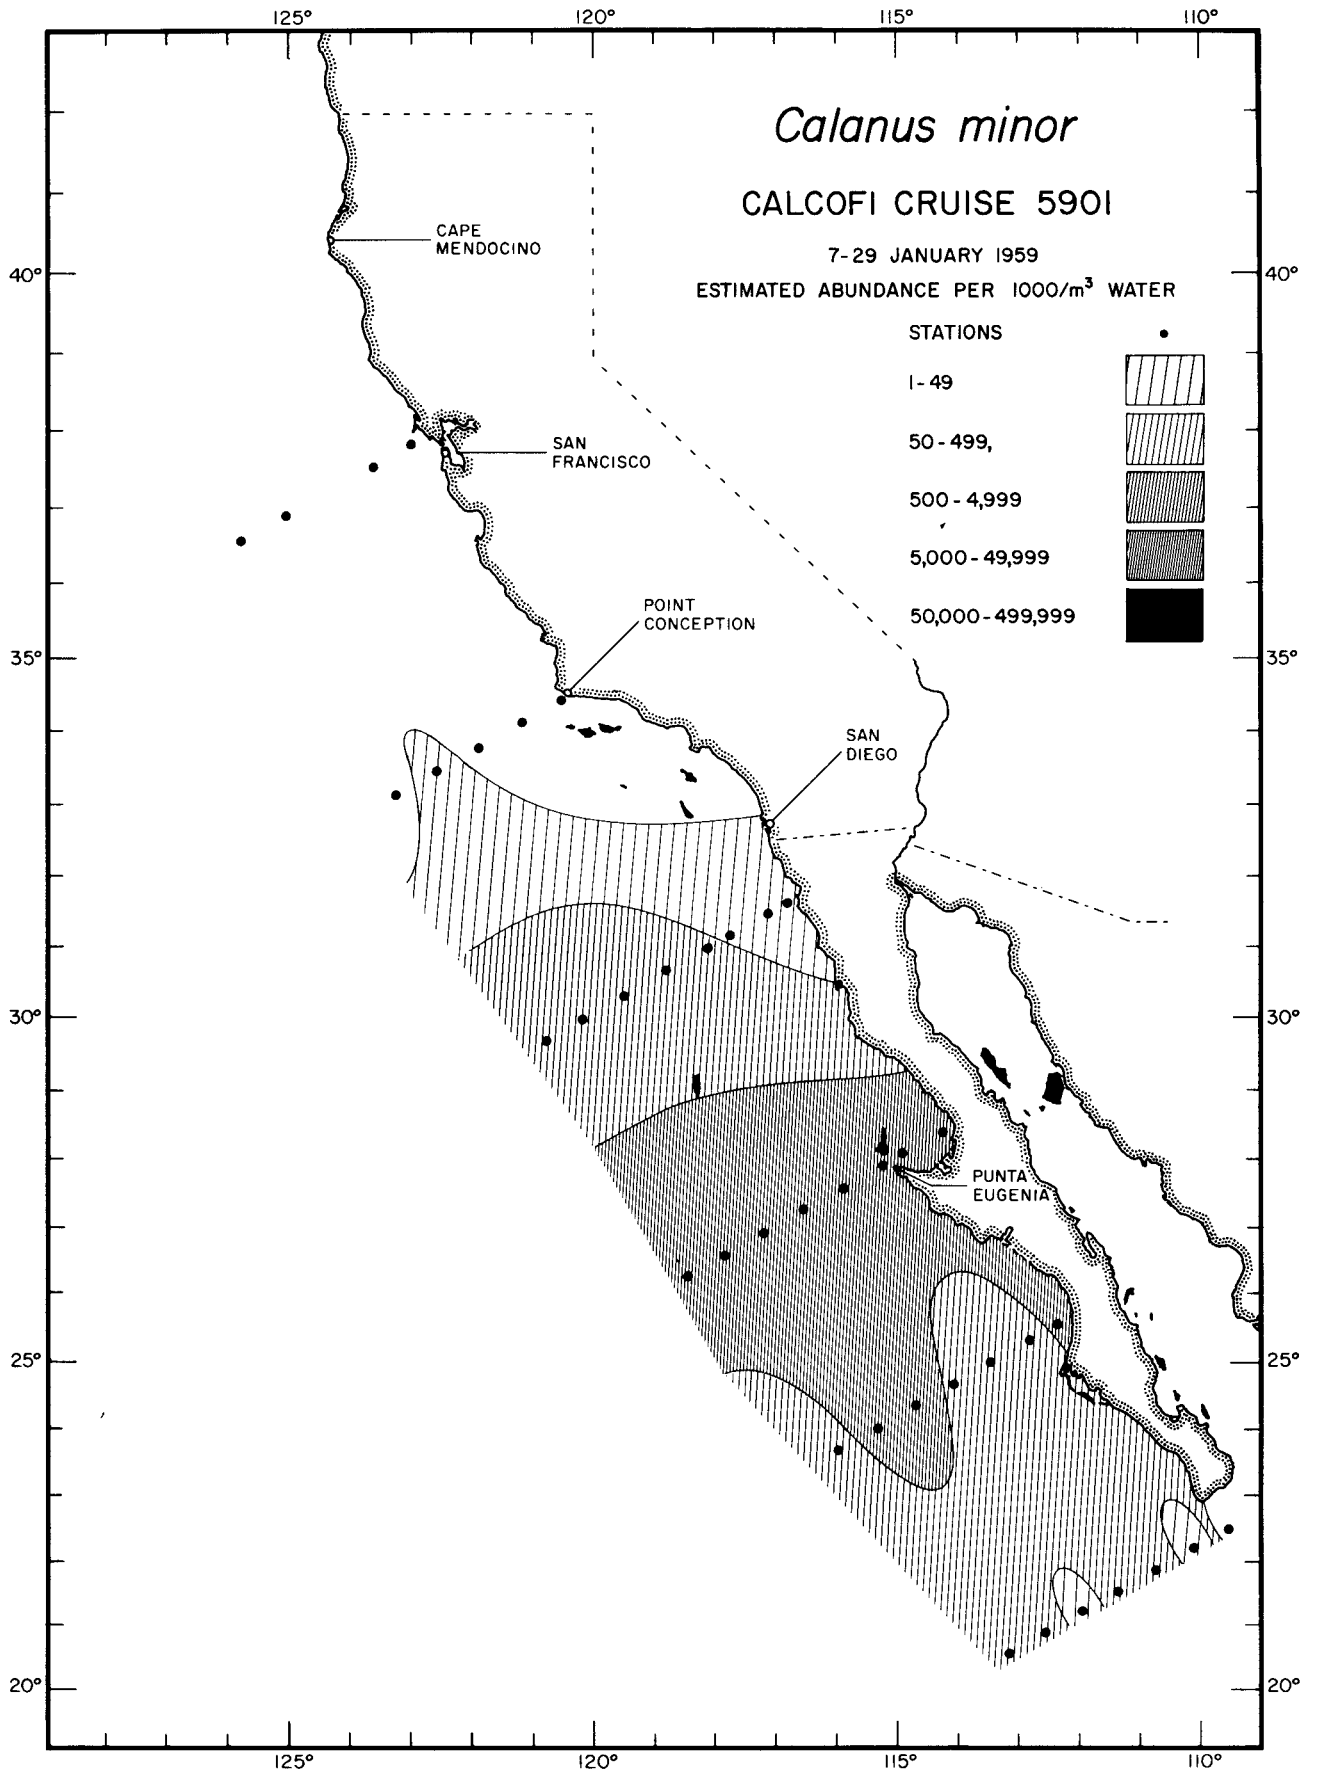 125°
120°
115°
110°
Calanus minor
CALCOFI CRUISE 5901
7-29 JANUARY 1959
ESTIMATED ABUNDANCE PER 1000/m³ WATER
STATIONS
1-49
50-499,
500-4,999
5,000-49,999
50,000-499,999
CAPE
MENDOCINO
40°
40°
SAN
FRANCISCO
POINT
CONCEPTION
35°
35°
SAN
DIEGO
30°
30°
PUNTA
EUGENIA
25°
25°
20°
20°
125°
120°
115°
110°